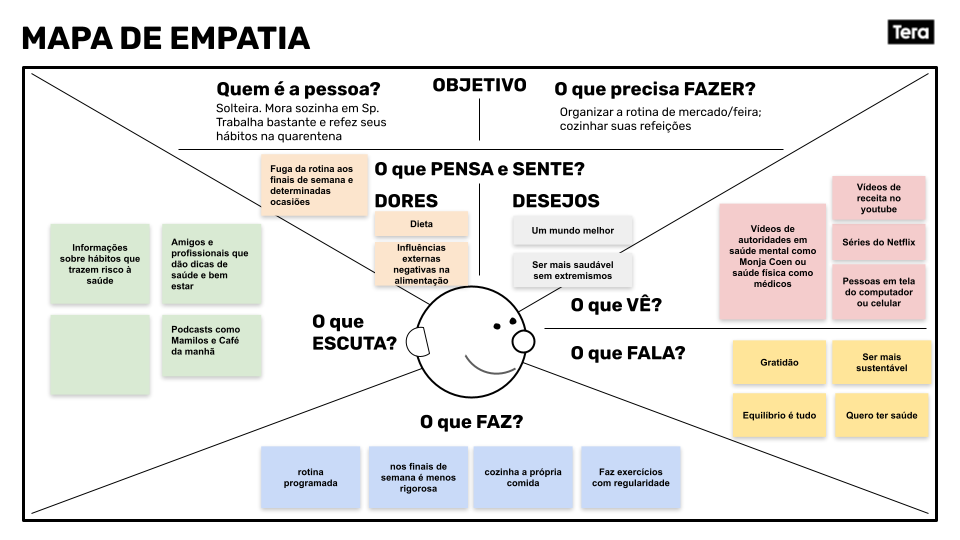 MAPA DE EMPATIA
Tera
Quem é a pessoa?
Solteira. Mora sozinha em Sp.
Trabalha bastante e refez seus
hábitos na quarentena
OBJETIVO
O que precisa FAZER?
Organizar a rotina de mercado/feira;
cozinhar suas refeições
O que PENSA e SENTE?
Fuga da rotina aos
finais de semana e
determinadas
ocasiões
DORES
Dieta
Influências
externas
negativas na
alimentação
DESEJOS
Um mundo melhor
Ser mais saudável
sem extremismos
O que
ESCUTA?
Informações
sobre hábitos que
trazem risco à
saúde
Amigos e
profissionais que
dão dicas de
saúde e bem
estar
Podcasts como
Mamilos e Café
da manhã
O que VÊ?
Vídeos de
autoridades em
saúde mental como
Monja Coen ou
saúde física como
médicos
Vídeos de
receita no
youtube
Séries do Netflix
Pessoas em tela
do computador
ou celular
O que FALA?
Gratidão
Ser mais
sustentável
Equilíbrio é tudo
Quero ter saúde
O que FAZ?
rotina
programada
nos finais de
semana é menos
rigorosa
cozinha a própria
comida
Faz exercícios
com regularidade